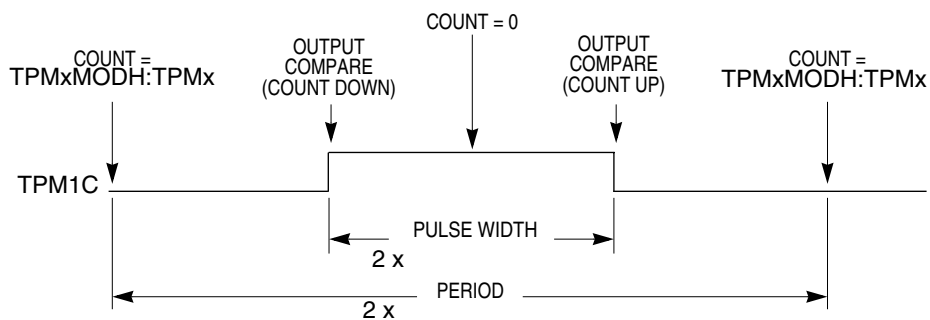 COUNT = 0
COUNT =
TPMxMODH:TPMx
OUTPUT
COMPARE
(COUNT DOWN)
OUTPUT
COMPARE
(COUNT UP)
COUNT =
TPMxMODH:TPMx
TPM1C
PULSE WIDTH
2 x
PERIOD
2 x